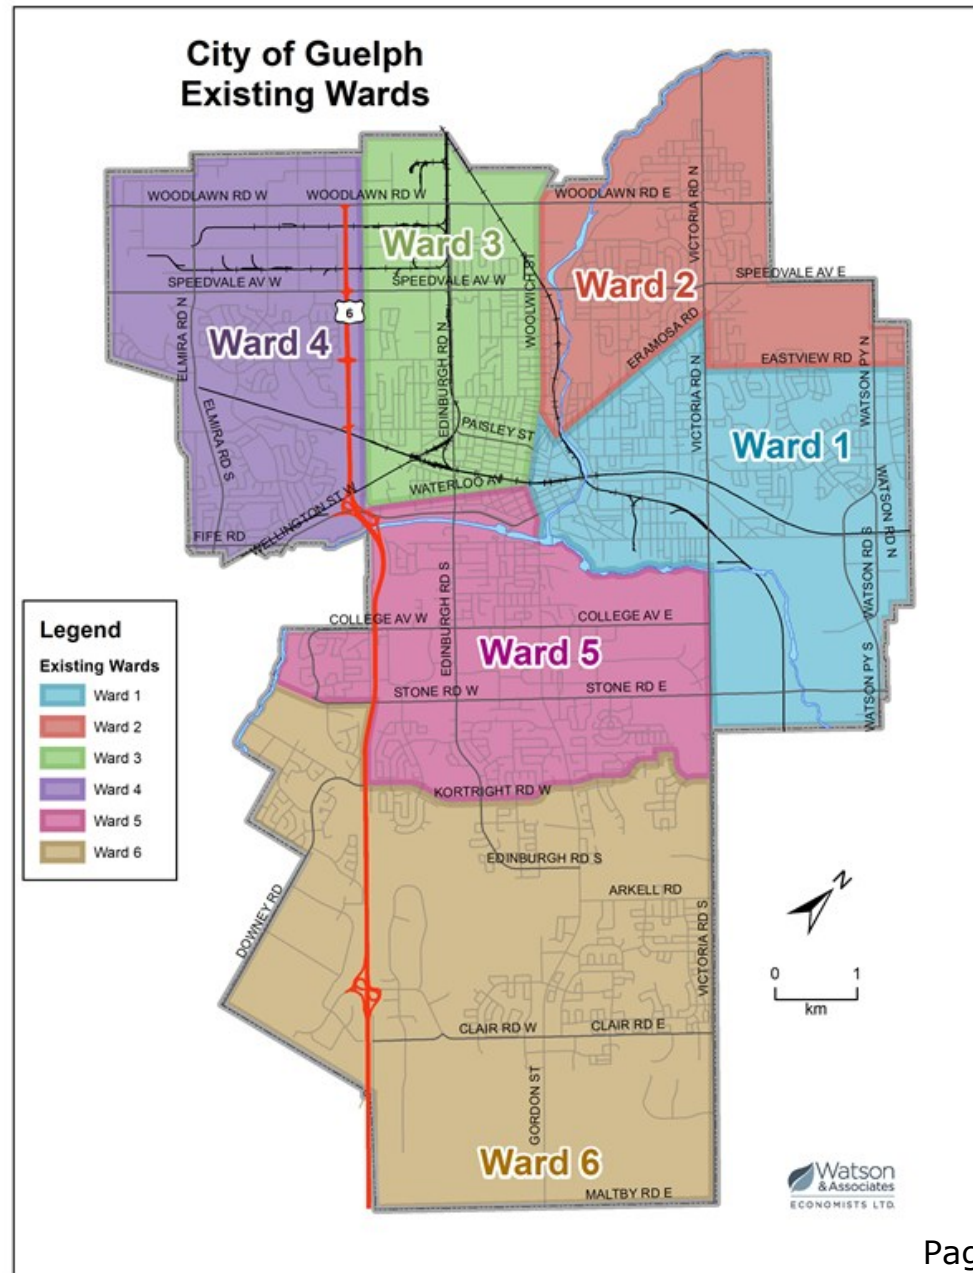 City of Guelph
Existing Wards
WOODLAWN RD W
WOODLAWN RD W
WOODLAWN RD E
VICTORIA RD N
Ward 3
SPEEDVALE AV W
SPEEDVALE AV W
SPEEDVALE AV E
WOOLWICH ST
Ward 2
6
ELMIRA RD N
Ward 4
EDINBURGH RD N
ERAMOSA RD
EASTVIEW RD
WATSON PY N
VICTORIA RD N
ELMIRA RD S
PAISLEY ST
Ward 1
WATERLOO AV
WELLINGTON ST W
FIFE RD
WATSON RD N
WATSON RD S
EDINBURGH RD S
COLLEGE AV W
COLLEGE AV E
Ward 5
STONE RD W
STONE RD E
WATSON PY S
Legend
Existing Wards
Ward 1
Ward 2
Ward 3
Ward 4
Ward 5
Ward 6
KORTRIGHT RD W
EDINBURGH RD S
ARKELL RD
DOWNEY RD
VICTORIA RD S
N
0 1
km
CLAIR RD W
CLAIR RD E
GORDON ST
Ward 6
MALTBY RD E
Watson
& Associates
ECONOMISTS LTD.
Pag